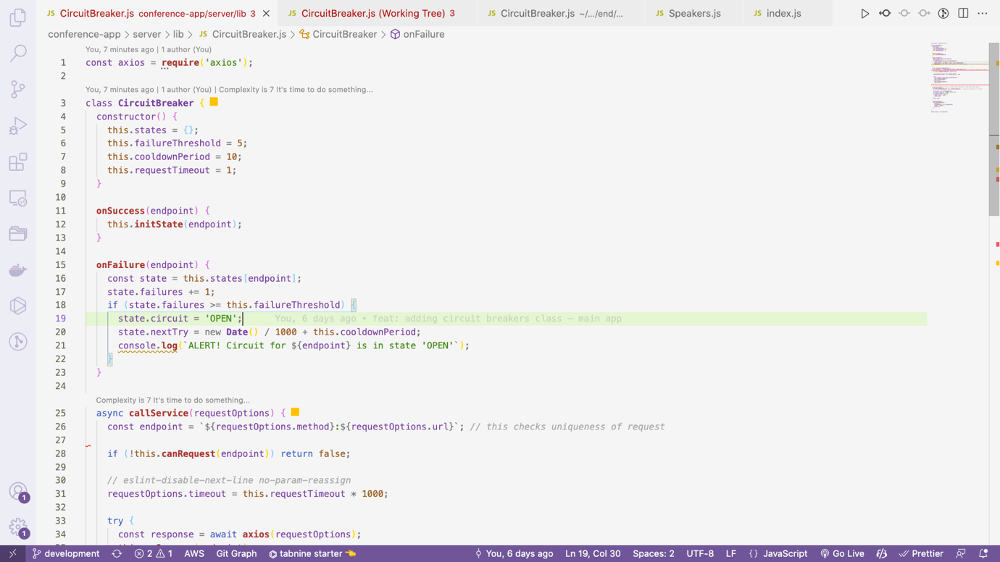 JS CircuitBreaker.js conference-app/server/lib 3
JS CircuitBreaker.js (Working Tree) 3
JS CircuitBreaker.js ~/.../end/...
JS Speakers.js
JS index.js
conference-app > server > lib > JS CircuitBreaker.js > CircuitBreaker > onFailure
You, 7 minutes ago | 1 author (You)
1 const axios = require('axios');
2
You, 7 minutes ago | 1 author (You) | Complexity is 7 It's time to do something...
3 class CircuitBreaker {
4 constructor() {
5 this.states = {};
6 this.failureThreshold = 5;
7 this.cooldownPeriod = 10;
8 this.requestTimeout = 1;
9 }
10
11 onSuccess(endpoint) {
12 this.initState(endpoint);
13 }
14
15 onFailure(endpoint) {
16 const state = this.states[endpoint];
17 state.failures += 1;
18 if (state.failures >= this.failureThreshold) {
19 state.circuit = 'OPEN'; You, 6 days ago • feat: adding circuit breakers class – main app
20 state.nextTry = new Date() / 1000 + this.cooldownPeriod;
21 console.log(`ALERT! Circuit for ${endpoint} is in state 'OPEN'`);
22 }
23 }
24
Complexity is 7 It's time to do something...
25 async callService(requestOptions) {
26 const endpoint = `${requestOptions.method}:${requestOptions.url}`; // this checks uniqueness of request
27
28 if (!this.canRequest(endpoint)) return false;
29
30 // eslint-disable-next-line no-param-reassign
31 requestOptions.timeout = this.requestTimeout * 1000;
32
33 try {
34 const response = await axios(requestOptions);
1
1
development 2 1 AWS Git Graph tabnine starter You, 6 days ago Ln 19, Col 30 Spaces: 2 UTF-8 LF {} JavaScript Go Live Prettier